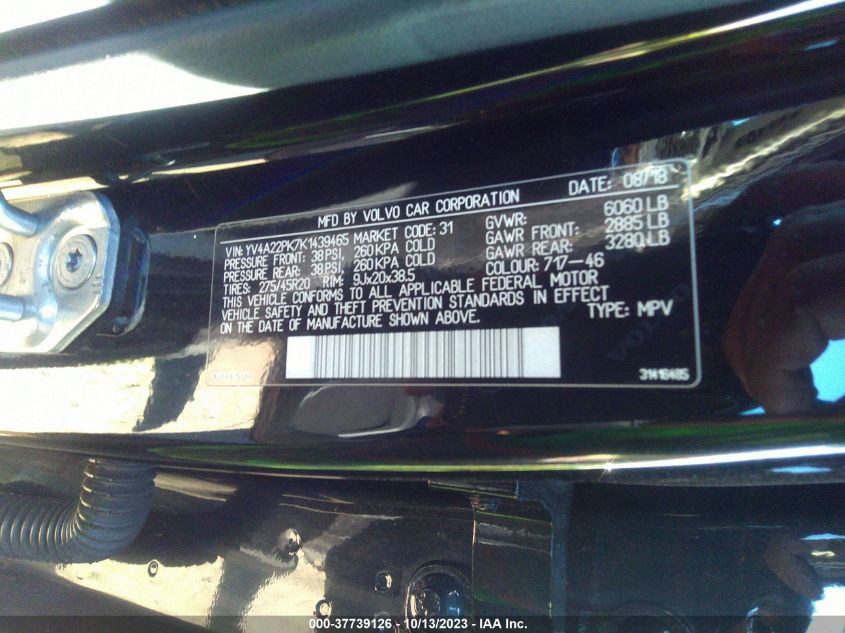 MFD BY VOLVO CAR CORPORATION DATE: 08/18
VIN: YV4A22PK7K1439465 MARKET CODE: 31 GVWR: 6060 LB
PRESSURE FRONT: 38 PSI, 260 KPA COLD GAWR FRONT: 2885 LB
PRESSURE REAR: 38 PSI, 260 KPA COLD GAWR REAR: 3280 LB
TIRES: 275/45R20 RIM: 9Jx20x38.5 COLOUR: 717-46
THIS VEHICLE CONFORMS TO ALL APPLICABLE FEDERAL MOTOR
VEHICLE SAFETY AND THEFT PREVENTION STANDARDS IN EFFECT
ON THE DATE OF MANUFACTURE SHOWN ABOVE. TYPE: MPV
VOLVO
000-37739126 - 10/13/2023 - IAA Inc.